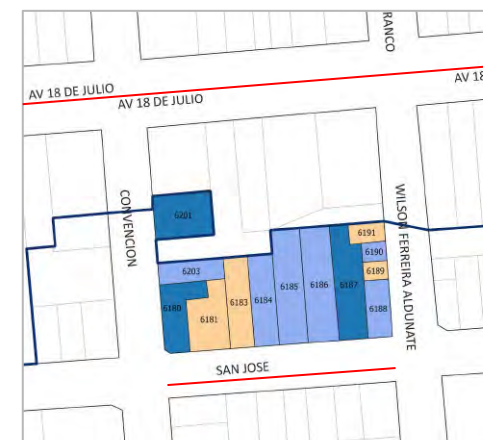 RANCO
AV 18 DE JULIO
AV 18 DE JULIO
AV 18
CONVENCION
WILSON FERREIRA ALDUNATE
6201
6203
6191
6190
6189
6180
6181
6183
6184
6185
6186
6187
6188
SAN JOSE